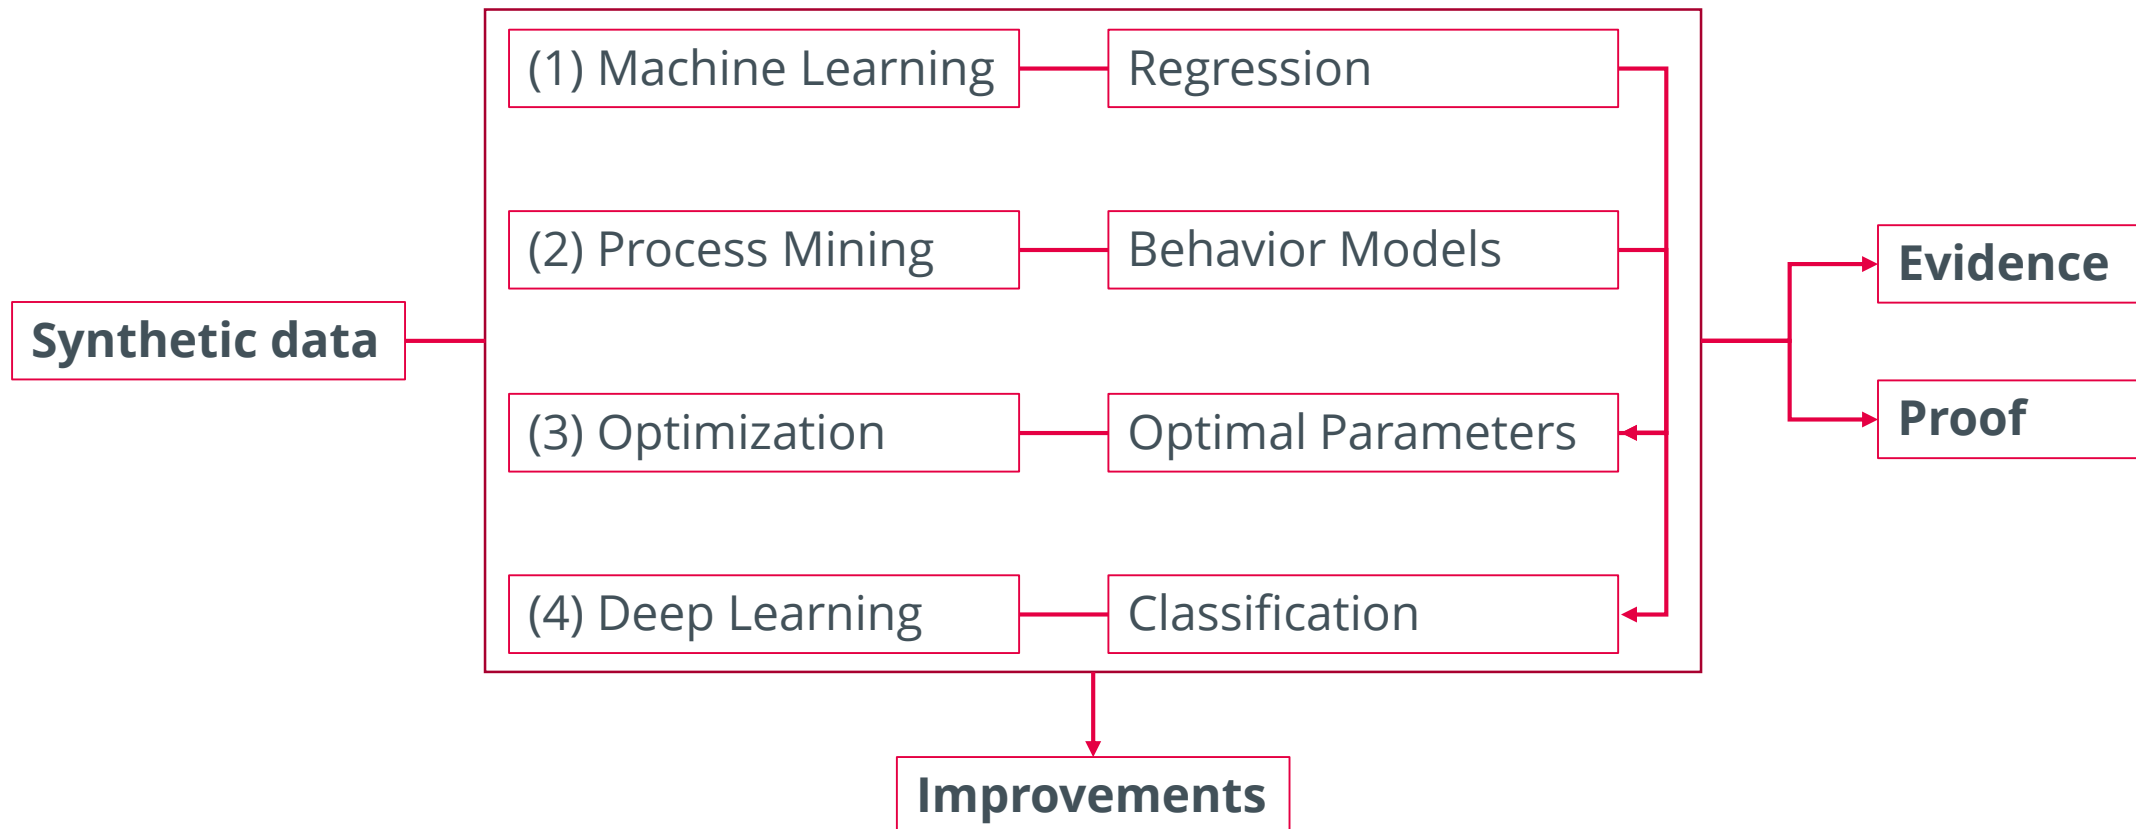 (1) Machine Learning
Regression
(2) Process Mining
Behavior Models
Evidence
Synthetic data
Proof
(3) Optimization
Optimal Parameters
(4) Deep Learning
Classification
Improvements